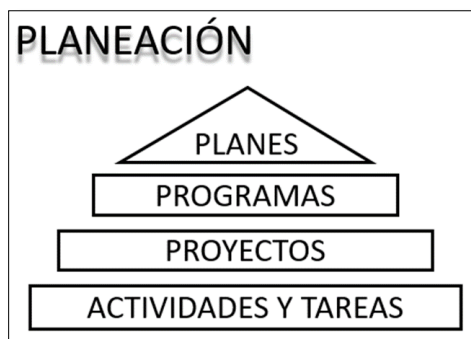 PLANEACIÓN
PLANES
PROGRAMAS
PROYECTOS
ACTIVIDADES Y TAREAS